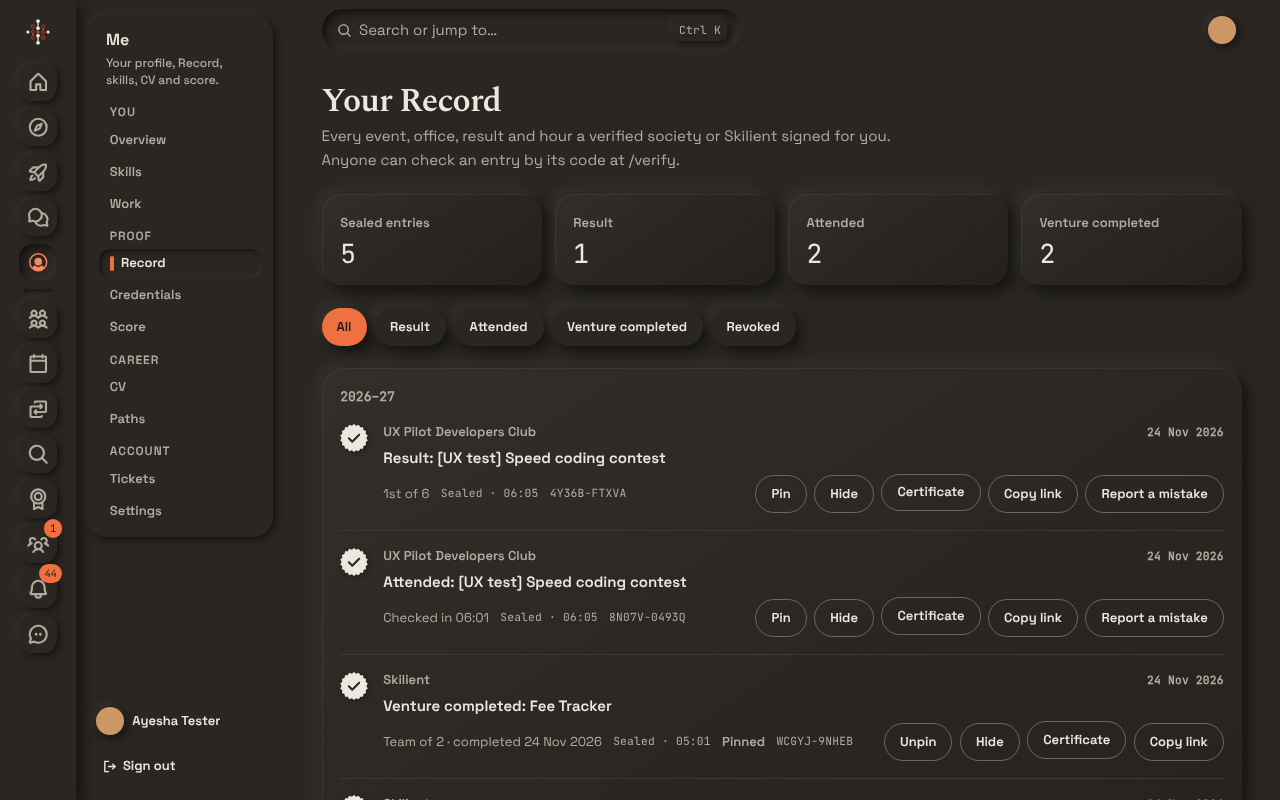 Search or jump to…
Ctrl K
Me
Your profile, Record,
skills, CV and score.
YOU
Overview
Skills
Work
PROOF
Record
Credentials
Score
CAREER
CV
Paths
ACCOUNT
Tickets
Settings
1
44
Ayesha Tester
Sign out
Your Record
Every event, office, result and hour a verified society or Skilient signed for you.
Anyone can check an entry by its code at /verify.
Sealed entries
5
Result
1
Attended
2
Venture completed
2
All
Result
Attended
Venture completed
Revoked
2026–27
UX Pilot Developers Club
24 Nov 2026
Result: [UX test] Speed coding contest
1st of 6 Sealed · 06:05 4Y36B-FTXVA
Pin
Hide
Certificate
Copy link
Report a mistake
UX Pilot Developers Club
24 Nov 2026
Attended: [UX test] Speed coding contest
Checked in 06:01 Sealed · 06:05 8N07V-0493Q
Pin
Hide
Certificate
Copy link
Report a mistake
Skilient
24 Nov 2026
Venture completed: Fee Tracker
Team of 2 · completed 24 Nov 2026 Sealed · 05:01 Pinned WCGYJ-9NHEB
Unpin
Hide
Certificate
Copy link